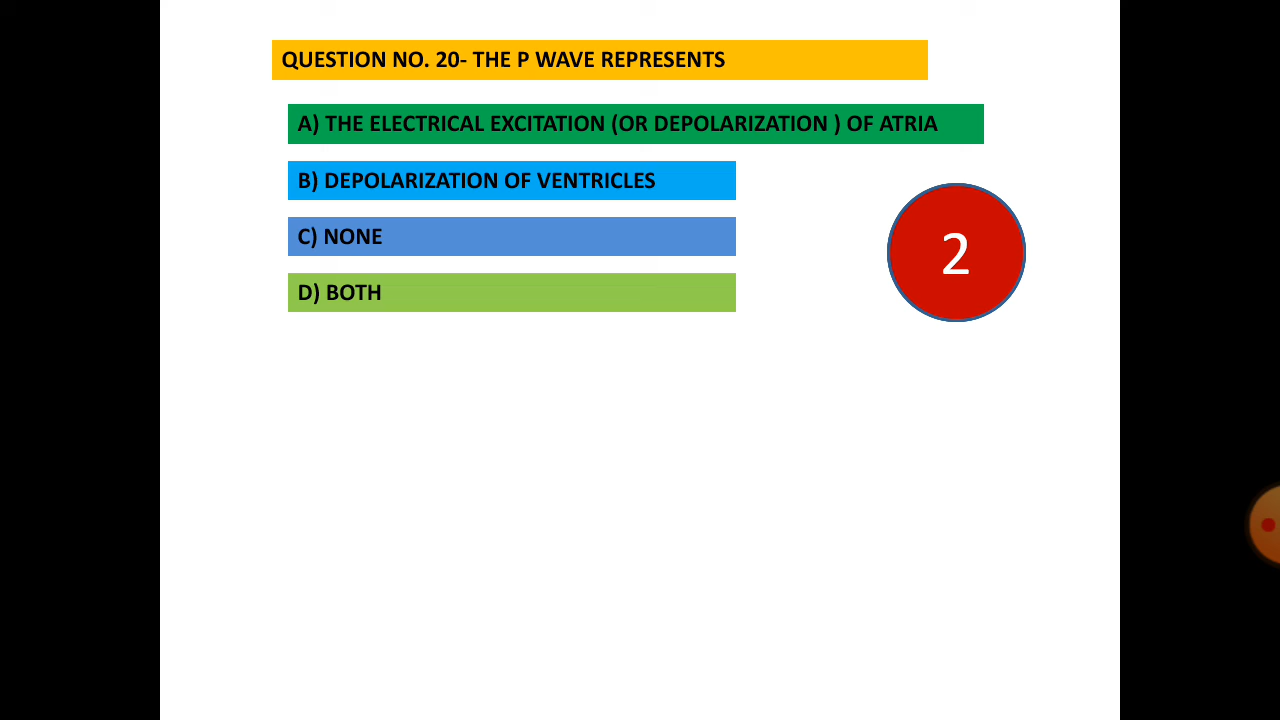 QUESTION NO. 20- THE P WAVE REPRESENTS
A) THE ELECTRICAL EXCITATION (OR DEPOLARIZATION ) OF ATRIA
B) DEPOLARIZATION OF VENTRICLES
C) NONE
D) BOTH
2